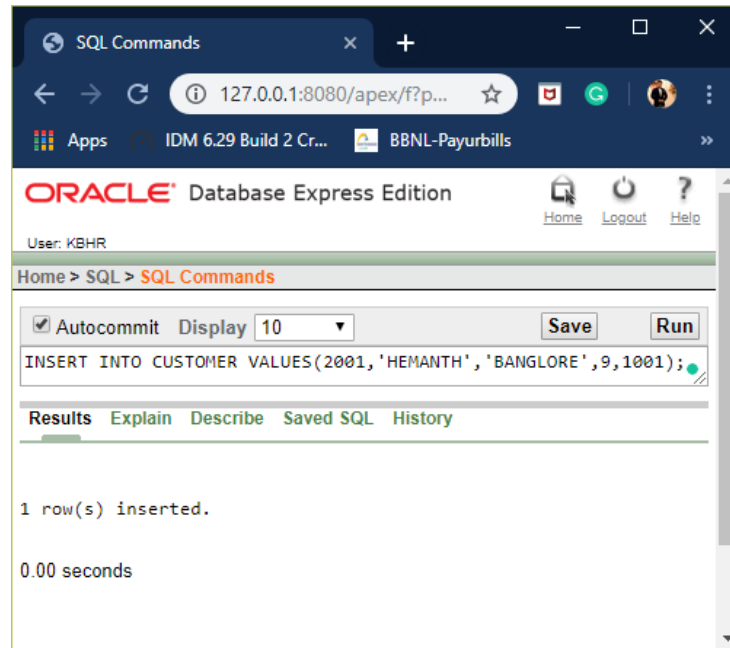 SQL Commands
127.0.0.1:8080/apex/f?p...
Apps IDM 6.29 Build 2 Cr... BBNL-Payurbills »
ORACLE Database Express Edition
Home Logout Help
User: KBHR
Home > SQL > SQL Commands
Autocommit Display 10 Save Run
INSERT INTO CUSTOMER VALUES(2001,'HEMANTH','BANGLORE',9,1001);
Results Explain Describe Saved SQL History
1 row(s) inserted.
0.00 seconds